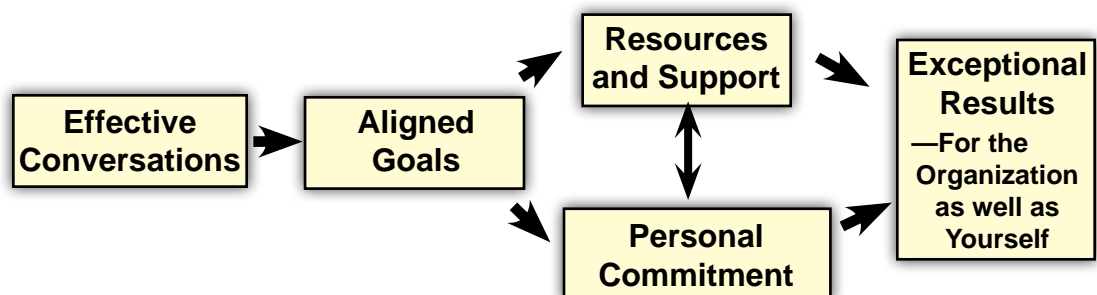 Effective
Conversations
Aligned
Goals
Resources
and Support
Personal
Commitment
Exceptional
Results
—For the
Organization
as well as
Yourself